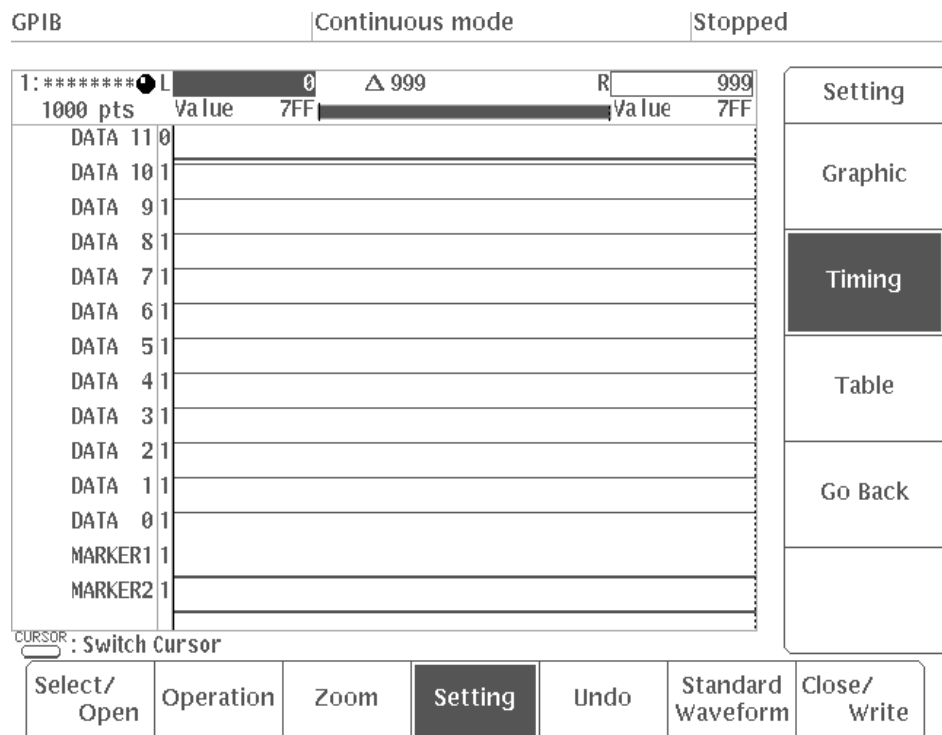 GPIB Continuous mode Stopped
1:******** L 0 Δ 999 R 999
1000 pts Value 7FF Value 7FF
DATA 11 0
DATA 10 1
DATA 9 1
DATA 8 1
DATA 7 1
DATA 6 1
DATA 5 1
DATA 4 1
DATA 3 1
DATA 2 1
DATA 1 1
DATA 0 1
MARKER1 1
MARKER2 1
CURSOR : Switch Cursor
Setting
Graphic
Timing
Table
Go Back
Select/
Open
Operation
Zoom
Setting
Undo
Standard
Waveform
Close/
Write